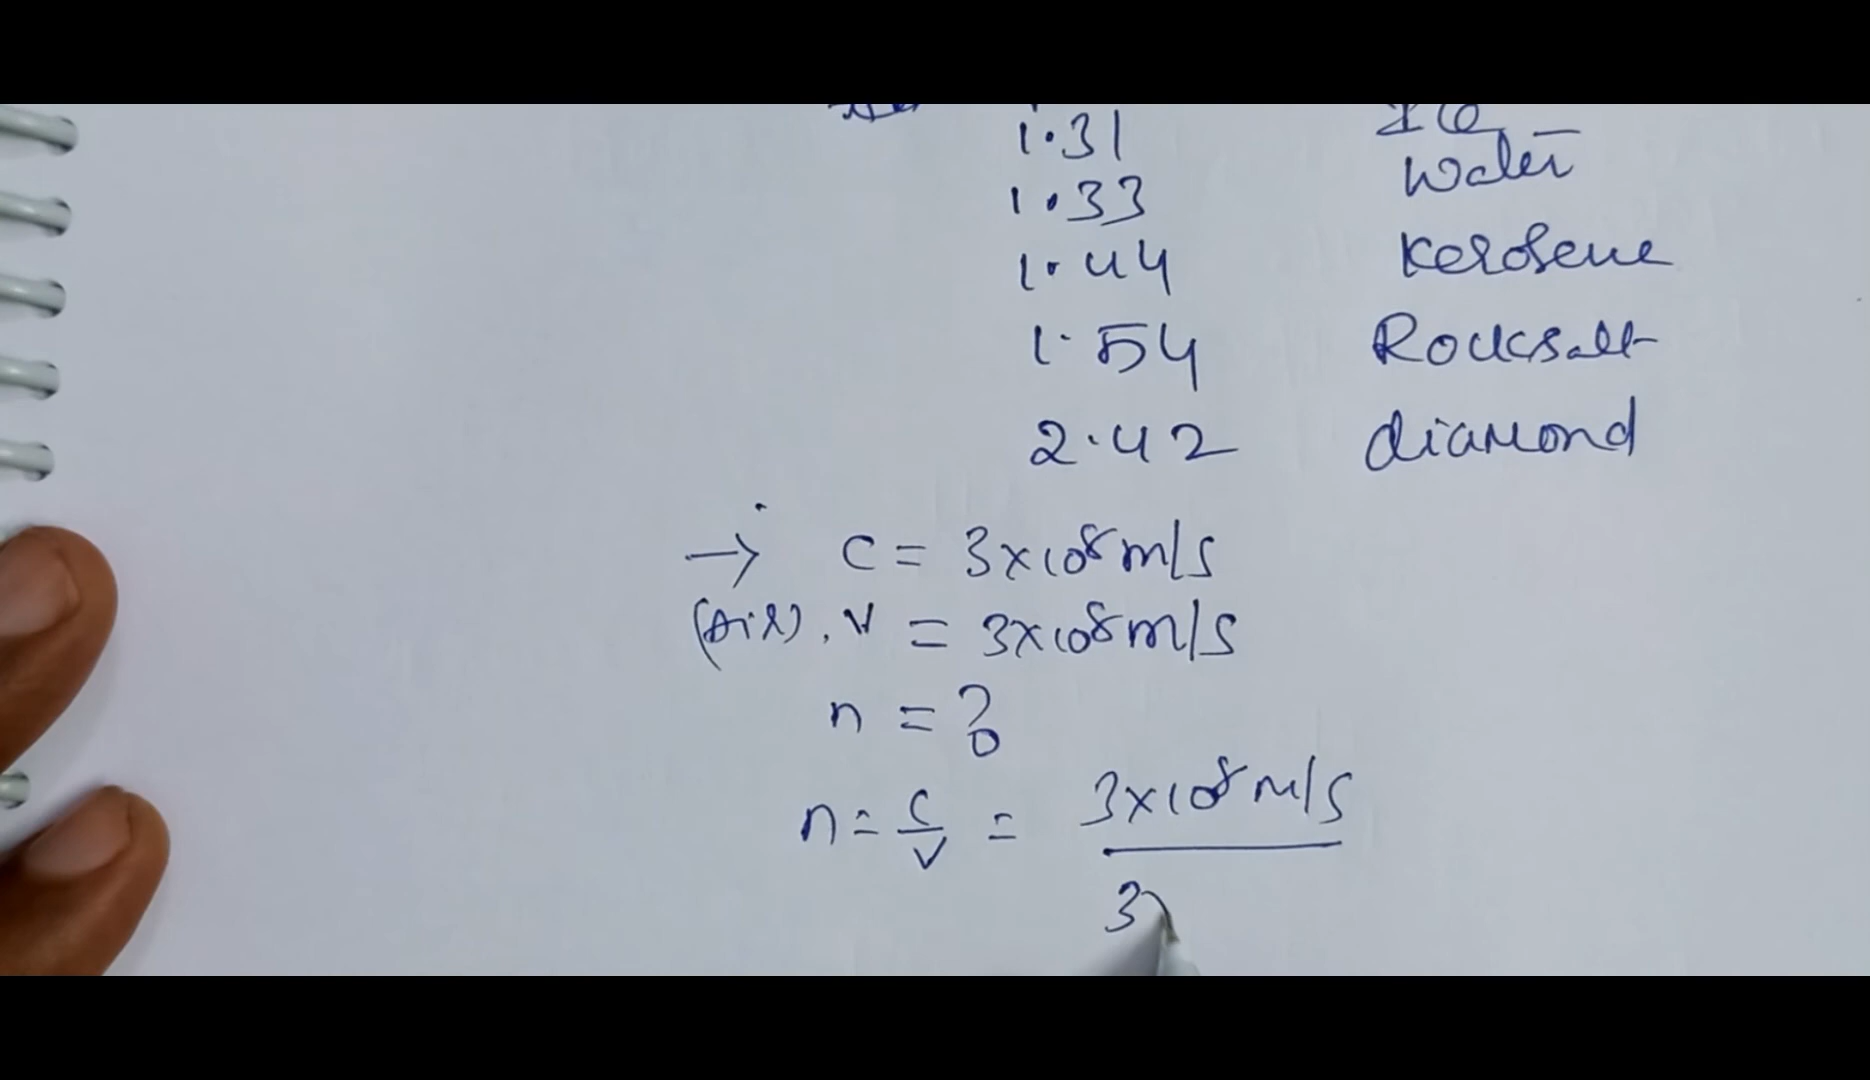 1.31 Ice
1.33 Water
1.44 Kerosene
1.54 Rocksalt
2.42 diamond
→ C = 3×10⁸ m/s
(Air), V = 3×10⁸ m/s
n = ?
n = C/V = 3×10⁸ m/s / 3×